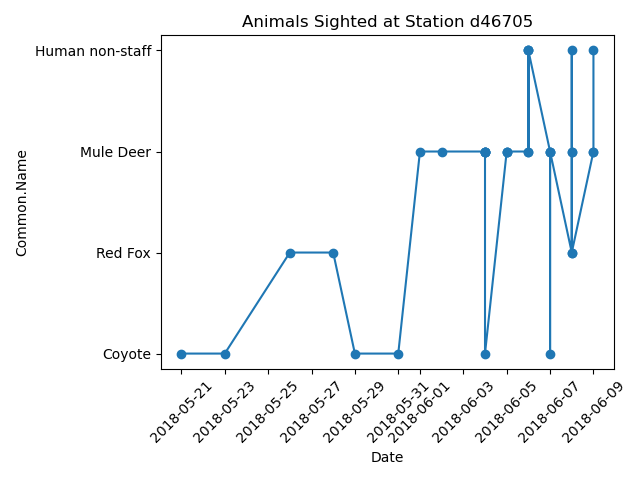 Animals Sighted at Station d46705
Human non-staff
Mule Deer
Red Fox
Coyote
Common.Name
2018-05-21
2018-05-23
2018-05-25
2018-05-27
2018-05-29
2018-05-31
2018-06-01
2018-06-03
2018-06-05
2018-06-07
2018-06-09
Date